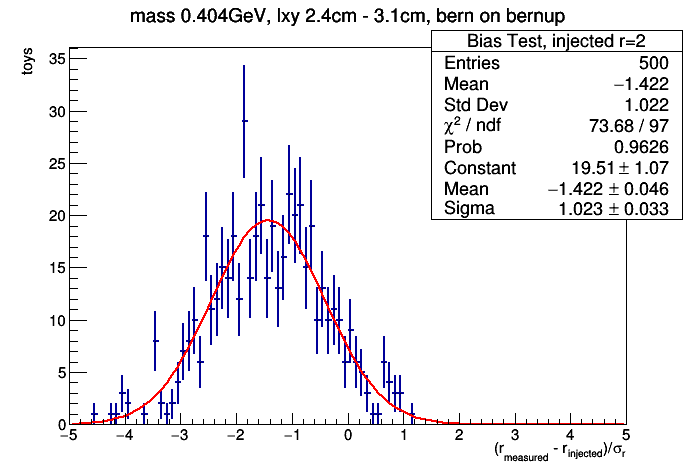 mass 0.404GeV, lxy 2.4cm - 3.1cm, bern on bernup
Bias Test, injected r=2
Entries 500
Mean −1.422
Std Dev 1.022
χ² / ndf 73.68 / 97
Prob 0.9626
Constant 19.51 ± 1.07
Mean −1.422 ± 0.046
Sigma 1.023 ± 0.033
toys
35
30
25
20
15
10
5
0
−5 −4 −3 −2 −1 0 1 2 3 4 5
(r_measured - r_injected)/σ_r